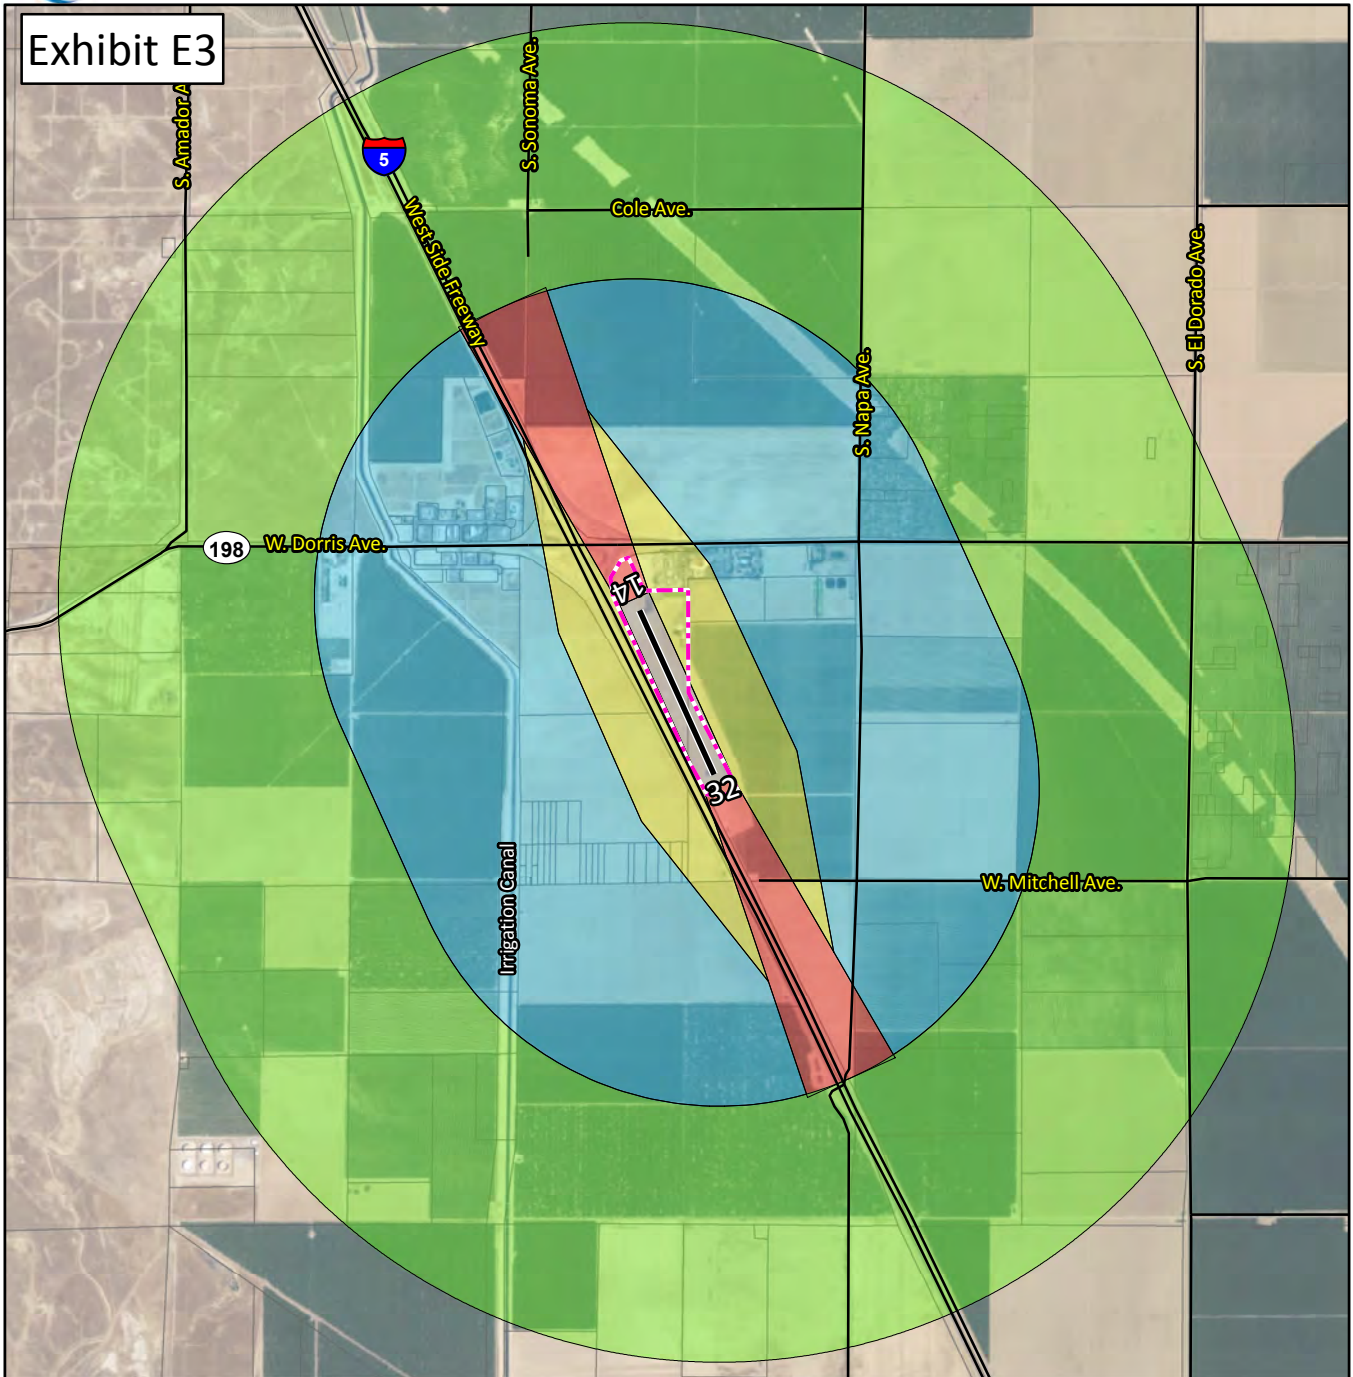 Exhibit E3
S. Amador A
S. Sonoma Ave.
5
Cole Ave.
West Side Freeway
S. El Dorado Ave.
S. Napa Ave.
198
W. Dorris Ave.
14
32
Irrigation Canal
W. Mitchell Ave.